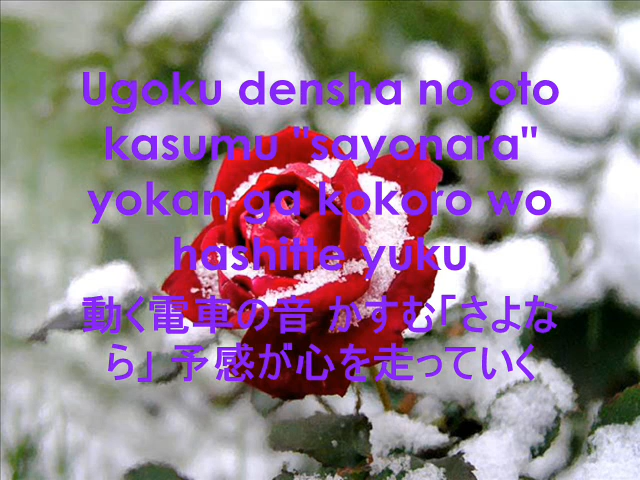 Ugoku densha no oto
kasumu "sayonara"
yokan ga kokoro wo
hashitte yuku
動く電車の音 かすむ「さよな
ら」 予感が心を走っていく